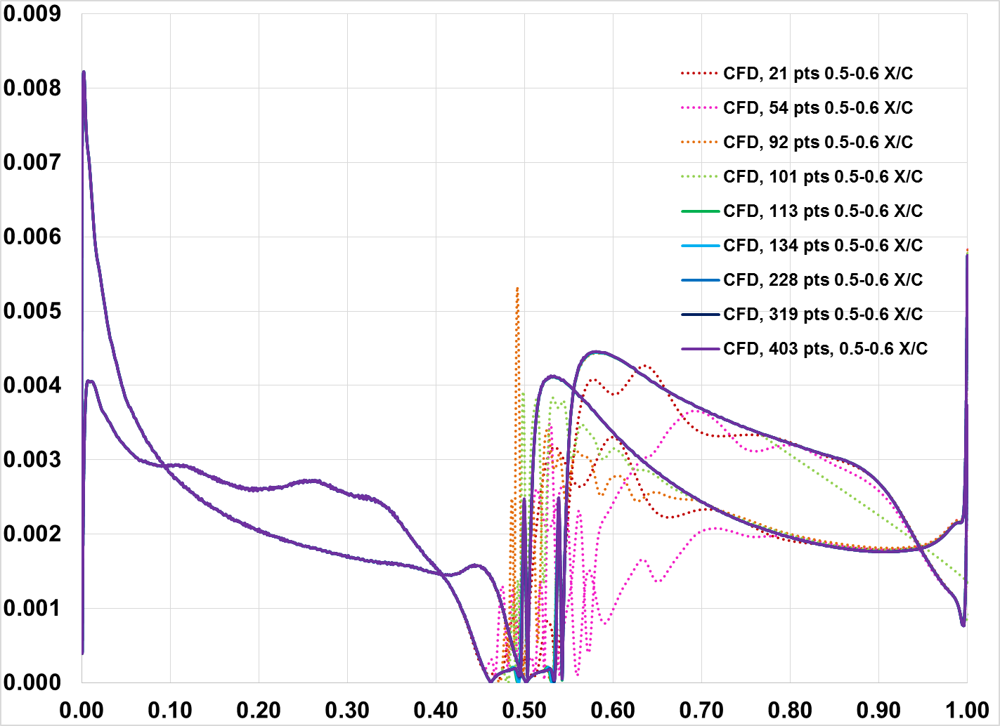 0.009
0.008
0.007
0.006
0.005
0.004
0.003
0.002
0.001
0.000
CFD, 21 pts 0.5-0.6 X/C
CFD, 54 pts 0.5-0.6 X/C
CFD, 92 pts 0.5-0.6 X/C
CFD, 101 pts 0.5-0.6 X/C
CFD, 113 pts 0.5-0.6 X/C
CFD, 134 pts 0.5-0.6 X/C
CFD, 228 pts 0.5-0.6 X/C
CFD, 319 pts 0.5-0.6 X/C
CFD, 403 pts, 0.5-0.6 X/C
0.00 0.10 0.20 0.30 0.40 0.50 0.60 0.70 0.80 0.90 1.00